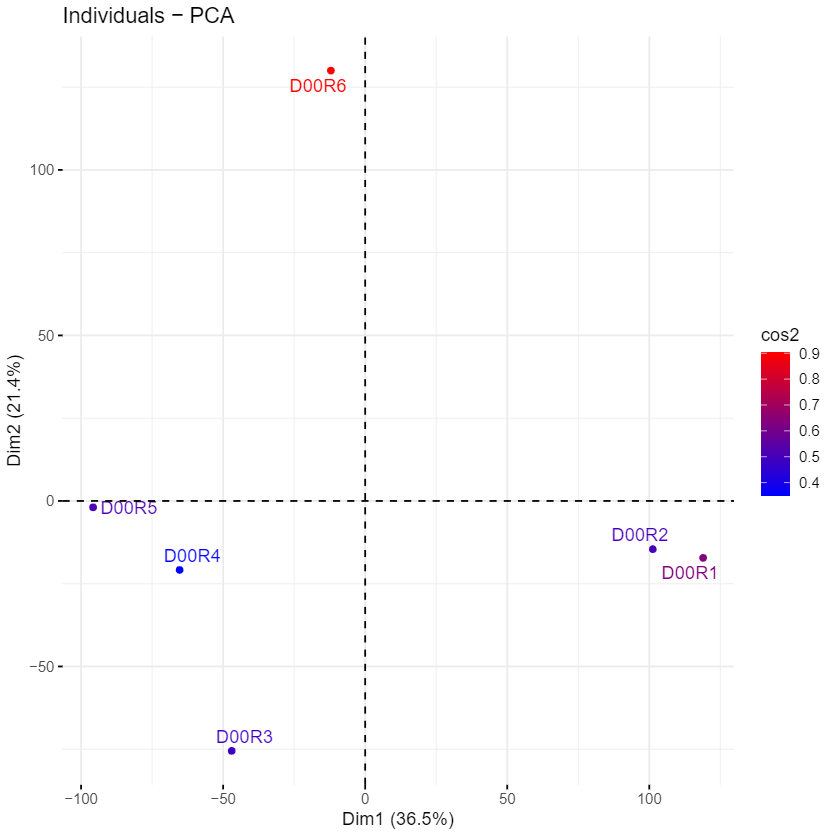 Individuals − PCA
D00R6
100
50
0
−50
D00R5
D00R4
D00R2
D00R1
D00R3
−100
−50
0
50
100
Dim1 (36.5%)
Dim2 (21.4%)
cos2
0.9
0.8
0.7
0.6
0.5
0.4